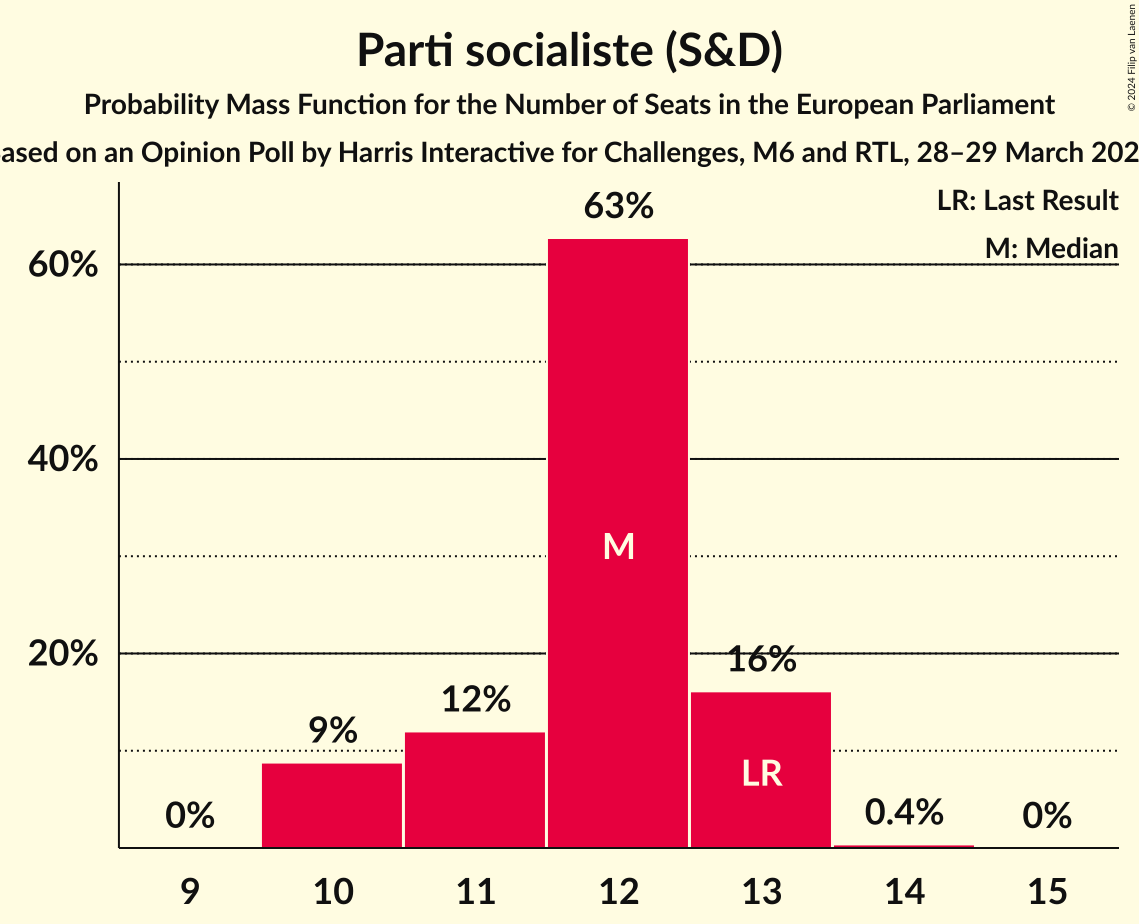 Parti socialiste (S&D)
Probability Mass Function for the Number of Seats in the European Parliament
ased on an Opinion Poll by Harris Interactive for Challenges, M6 and RTL, 28–29 March 202
© 2024 Filip van Laenen
LR: Last Result
M: Median
63%
60%
40%
M
20%
16%
12%
9%
LR
0%
0.4%
0%
9 10 11 12 13 14 15